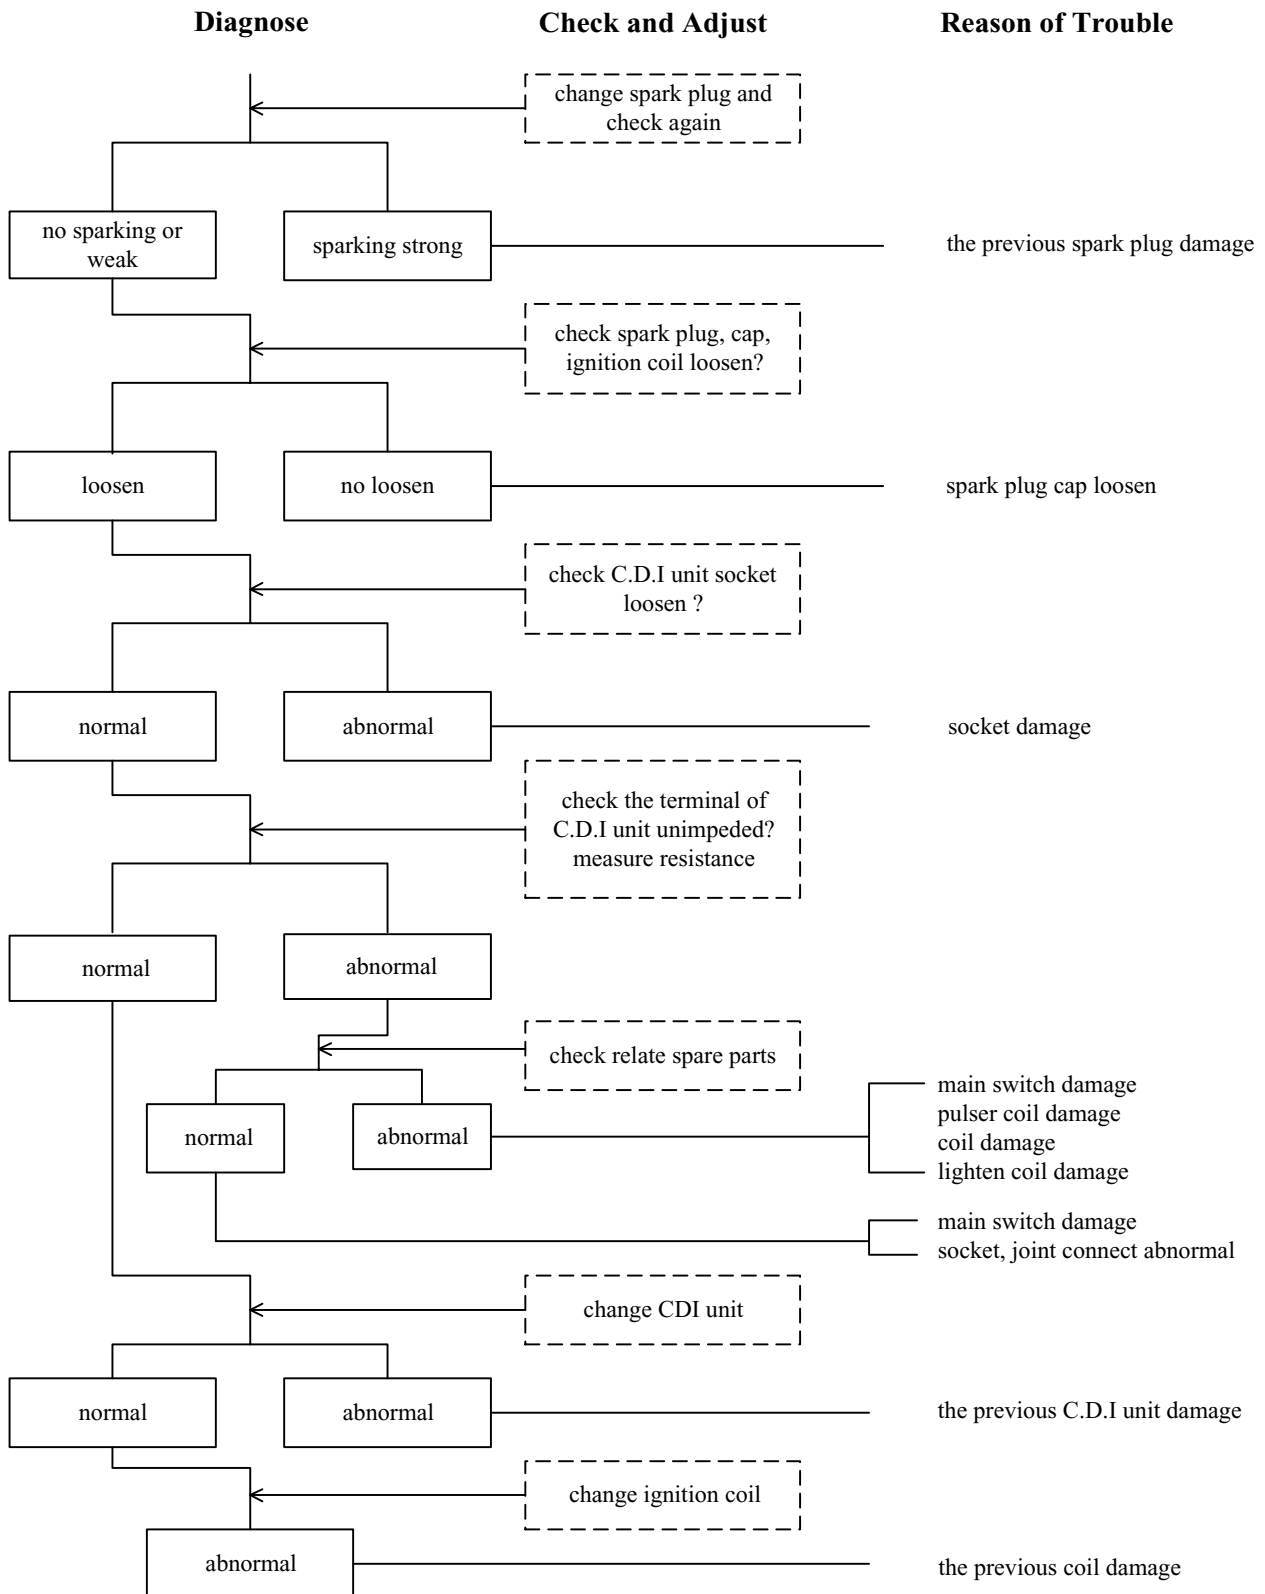 Diagnose
Check and Adjust
Reason of Trouble
change spark plug and
check again
no sparking or
weak
sparking strong
the previous spark plug damage
check spark plug, cap,
ignition coil loosen?
loosen
no loosen
spark plug cap loosen
check C.D.I unit socket
loosen ?
normal
abnormal
socket damage
check the terminal of
C.D.I unit unimpeded?
measure resistance
normal
abnormal
check relate spare parts
normal
abnormal
main switch damage
pulser coil damage
coil damage
lighten coil damage
main switch damage
socket, joint connect abnormal
change CDI unit
normal
abnormal
the previous C.D.I unit damage
change ignition coil
abnormal
the previous coil damage